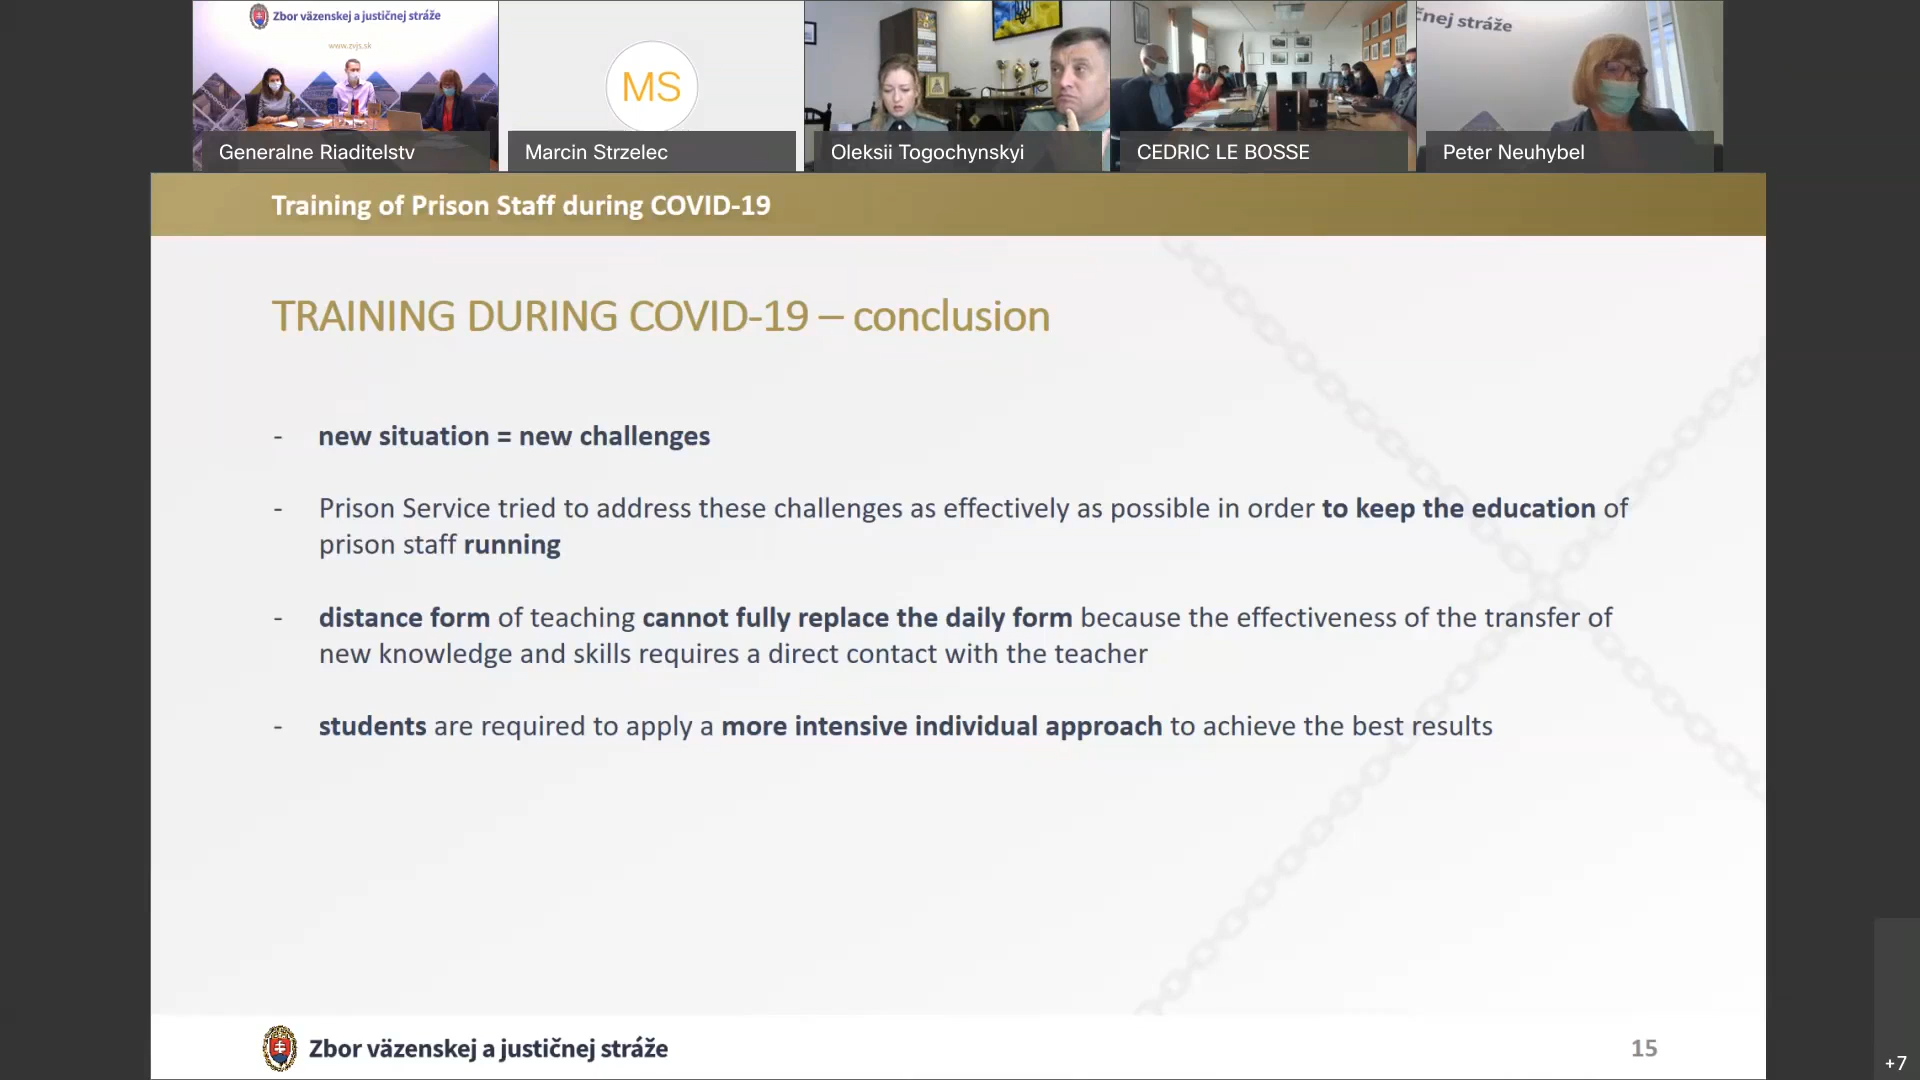 Zbor väzenskej a justičnej stráže
www.zvjs.sk
MS
čnej stráže
Generalne Riaditelstv
Marcin Strzelec
Oleksii Togochynskyi
CEDRIC LE BOSSE
Peter Neuhybel
Training of Prison Staff during COVID-19
TRAINING DURING COVID-19 – conclusion
- new situation = new challenges
- Prison Service tried to address these challenges as effectively as possible in order to keep the education of
prison staff running
- distance form of teaching cannot fully replace the daily form because the effectiveness of the transfer of
new knowledge and skills requires a direct contact with the teacher
- students are required to apply a more intensive individual approach to achieve the best results
Zbor väzenskej a justičnej stráže
15
+7